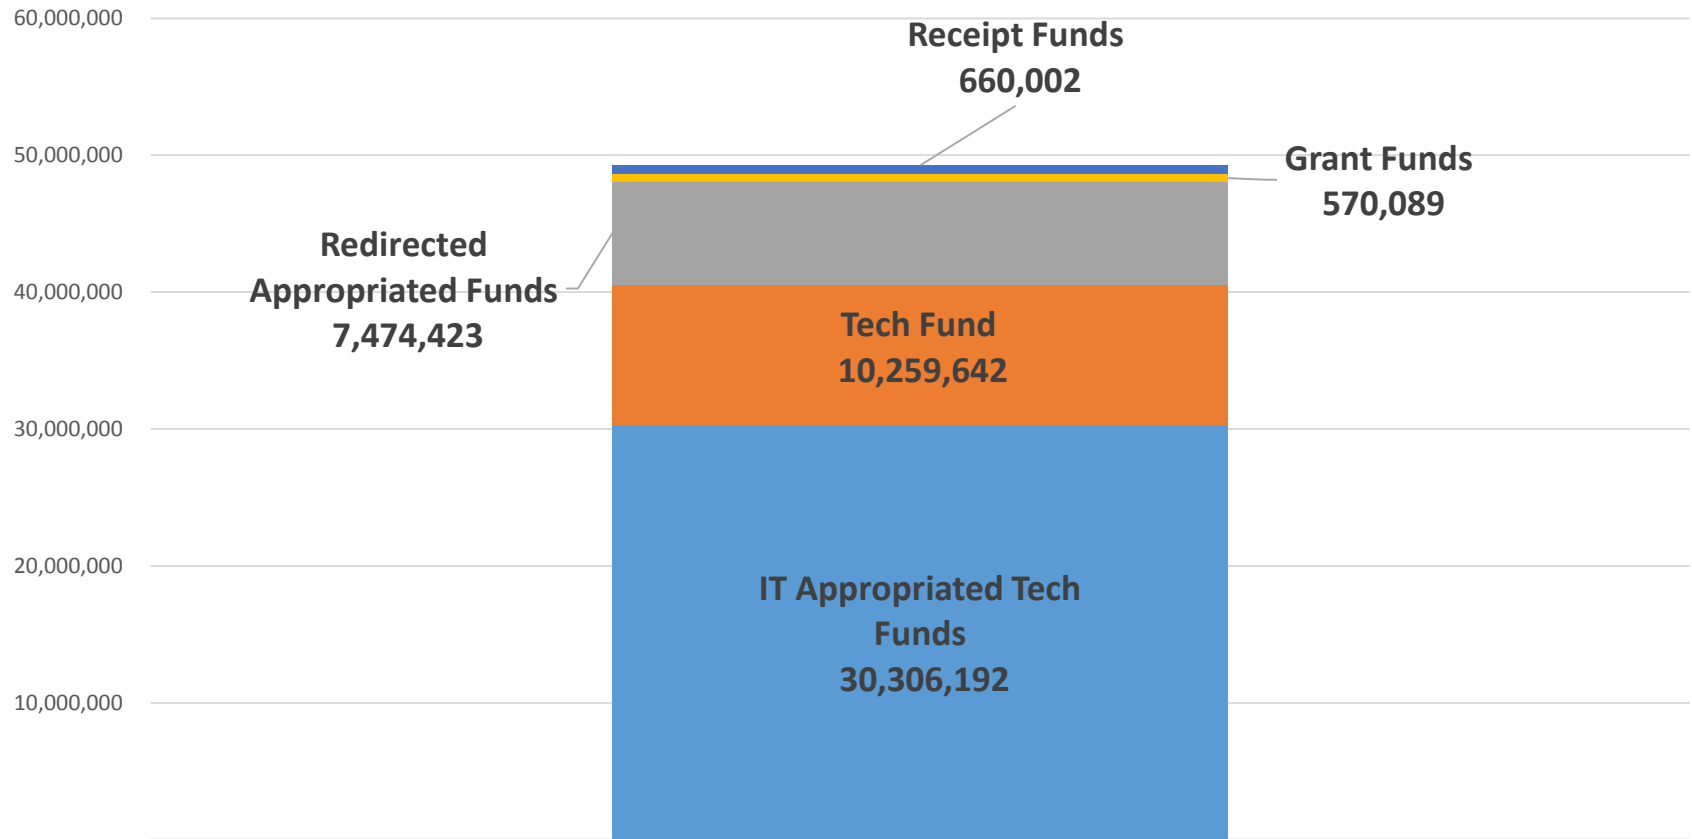 60,000,000
50,000,000
40,000,000
30,000,000
20,000,000
10,000,000
Receipt Funds
660,002
Grant Funds
570,089
Redirected
Appropriated Funds
7,474,423
Tech Fund
10,259,642
IT Appropriated Tech
Funds
30,306,192